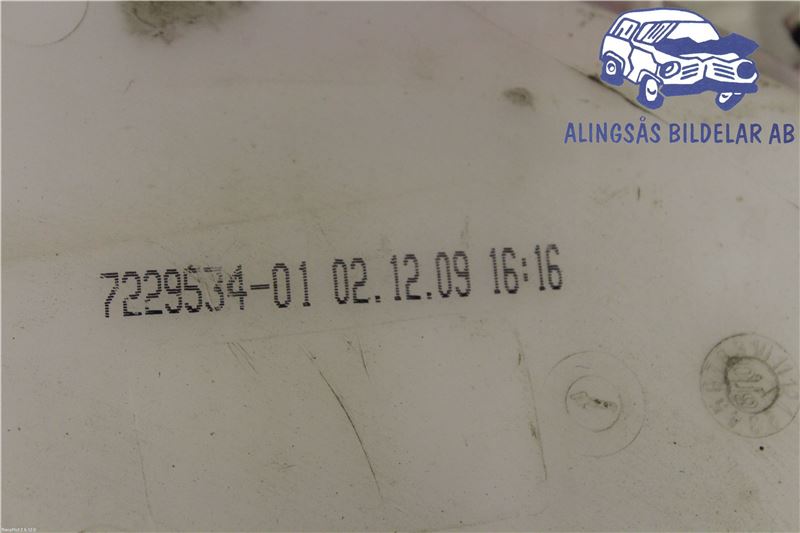 ALINGSÅS BILDELAR AB
7229534-01 02.12.09 16:16